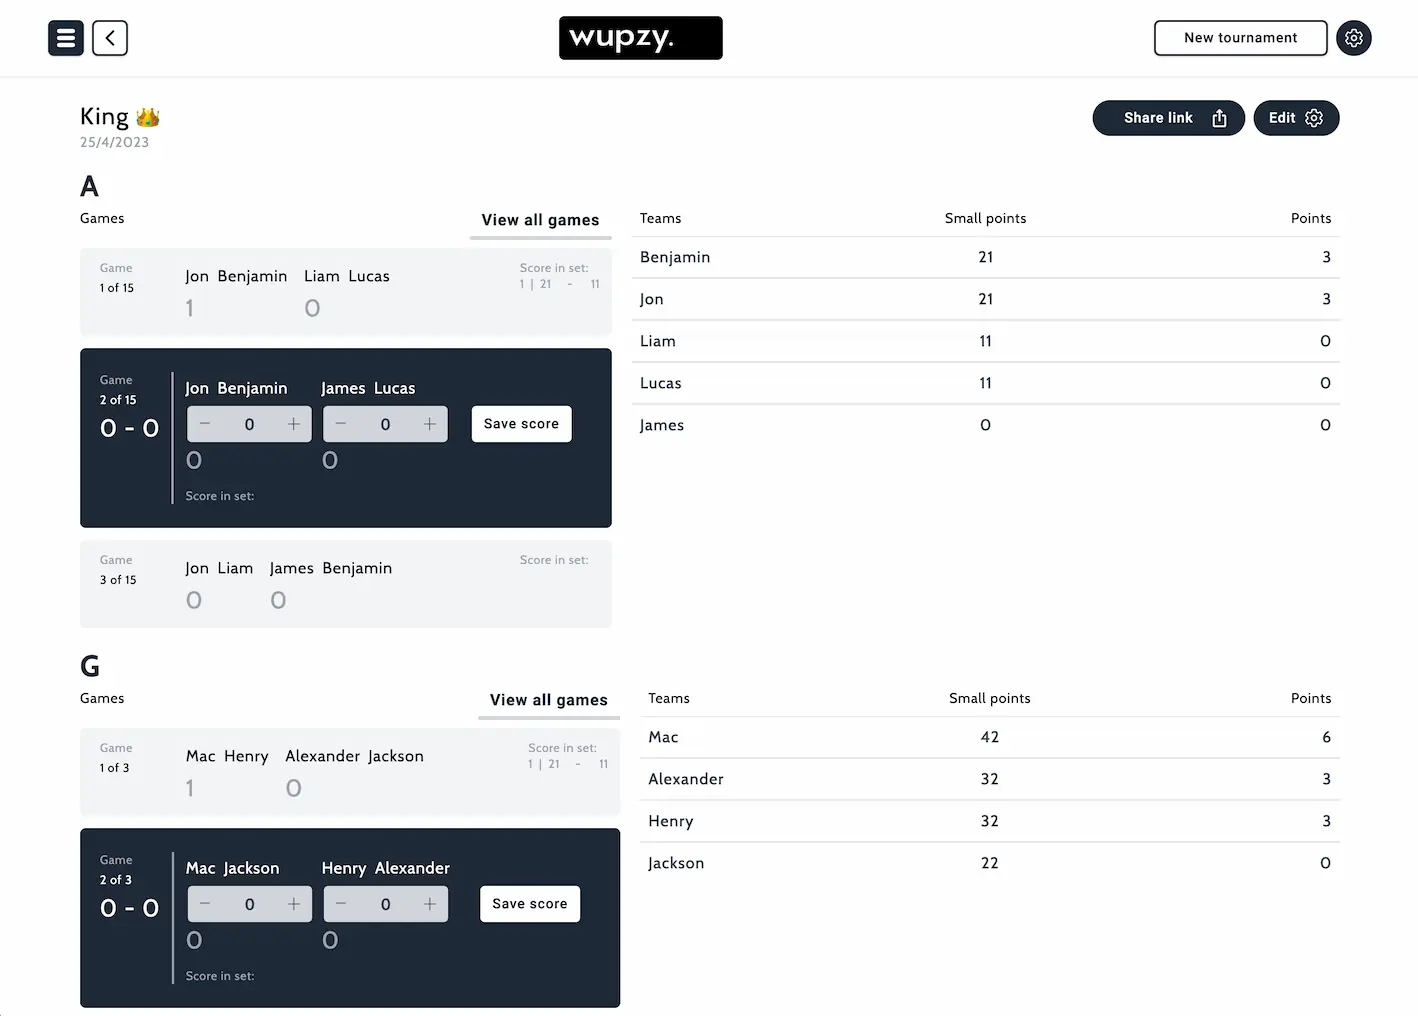 wupzy.
New tournament
King
25/4/2023
Share link
Edit
A
Games
View all games
Game
1 of 15
Jon Benjamin Liam Lucas
1 0
Score in set:
1 | 21 - 11
Game
2 of 15
0 - 0
Jon Benjamin James Lucas
− 0 + − 0 +
Save score
0 0
Score in set:
Game
3 of 15
Jon Liam James Benjamin
0 0
Score in set:
Teams Small points Points
Benjamin 21 3
Jon 21 3
Liam 11 0
Lucas 11 0
James 0 0
G
Games
View all games
Game
1 of 3
Mac Henry Alexander Jackson
1 0
Score in set:
1 | 21 - 11
Game
2 of 3
0 - 0
Mac Jackson Henry Alexander
− 0 + − 0 +
Save score
0 0
Score in set:
Teams Small points Points
Mac 42 6
Alexander 32 3
Henry 32 3
Jackson 22 0